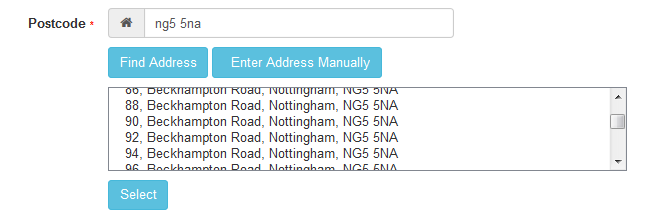 Postcode *
ng5 5na
Find Address
Enter Address Manually
86, Beckhampton Road, Nottingham, NG5 5NA
88, Beckhampton Road, Nottingham, NG5 5NA
90, Beckhampton Road, Nottingham, NG5 5NA
92, Beckhampton Road, Nottingham, NG5 5NA
94, Beckhampton Road, Nottingham, NG5 5NA
96, Beckhampton Road, Nottingham, NG5 5NA
Select